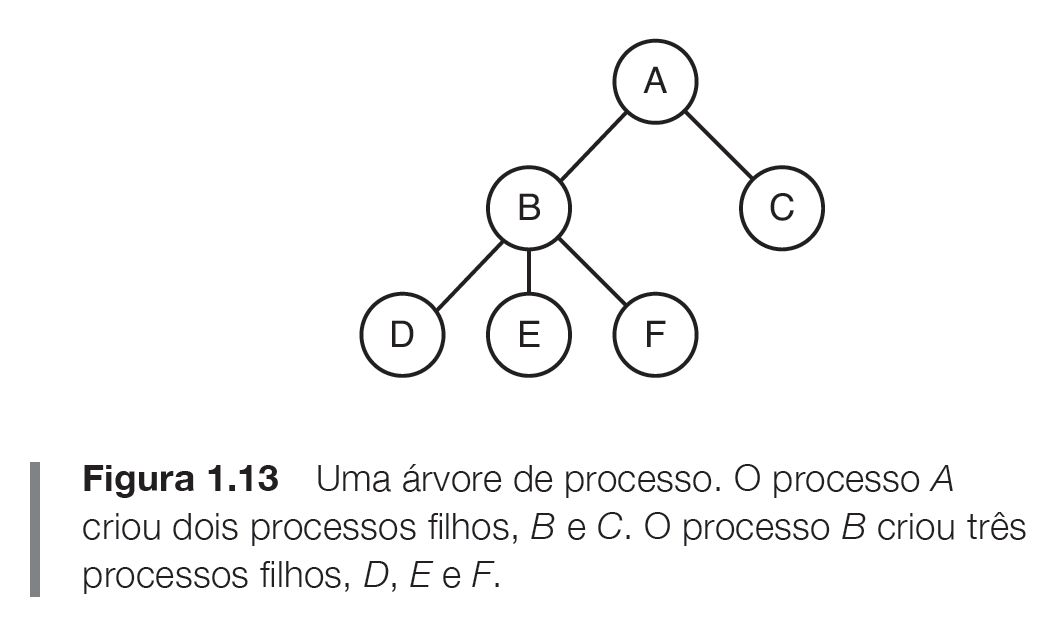 A
B
C
D
E
F
Figura 1.13 Uma árvore de processo. O processo A
criou dois processos filhos, B e C. O processo B criou três
processos filhos, D, E e F.